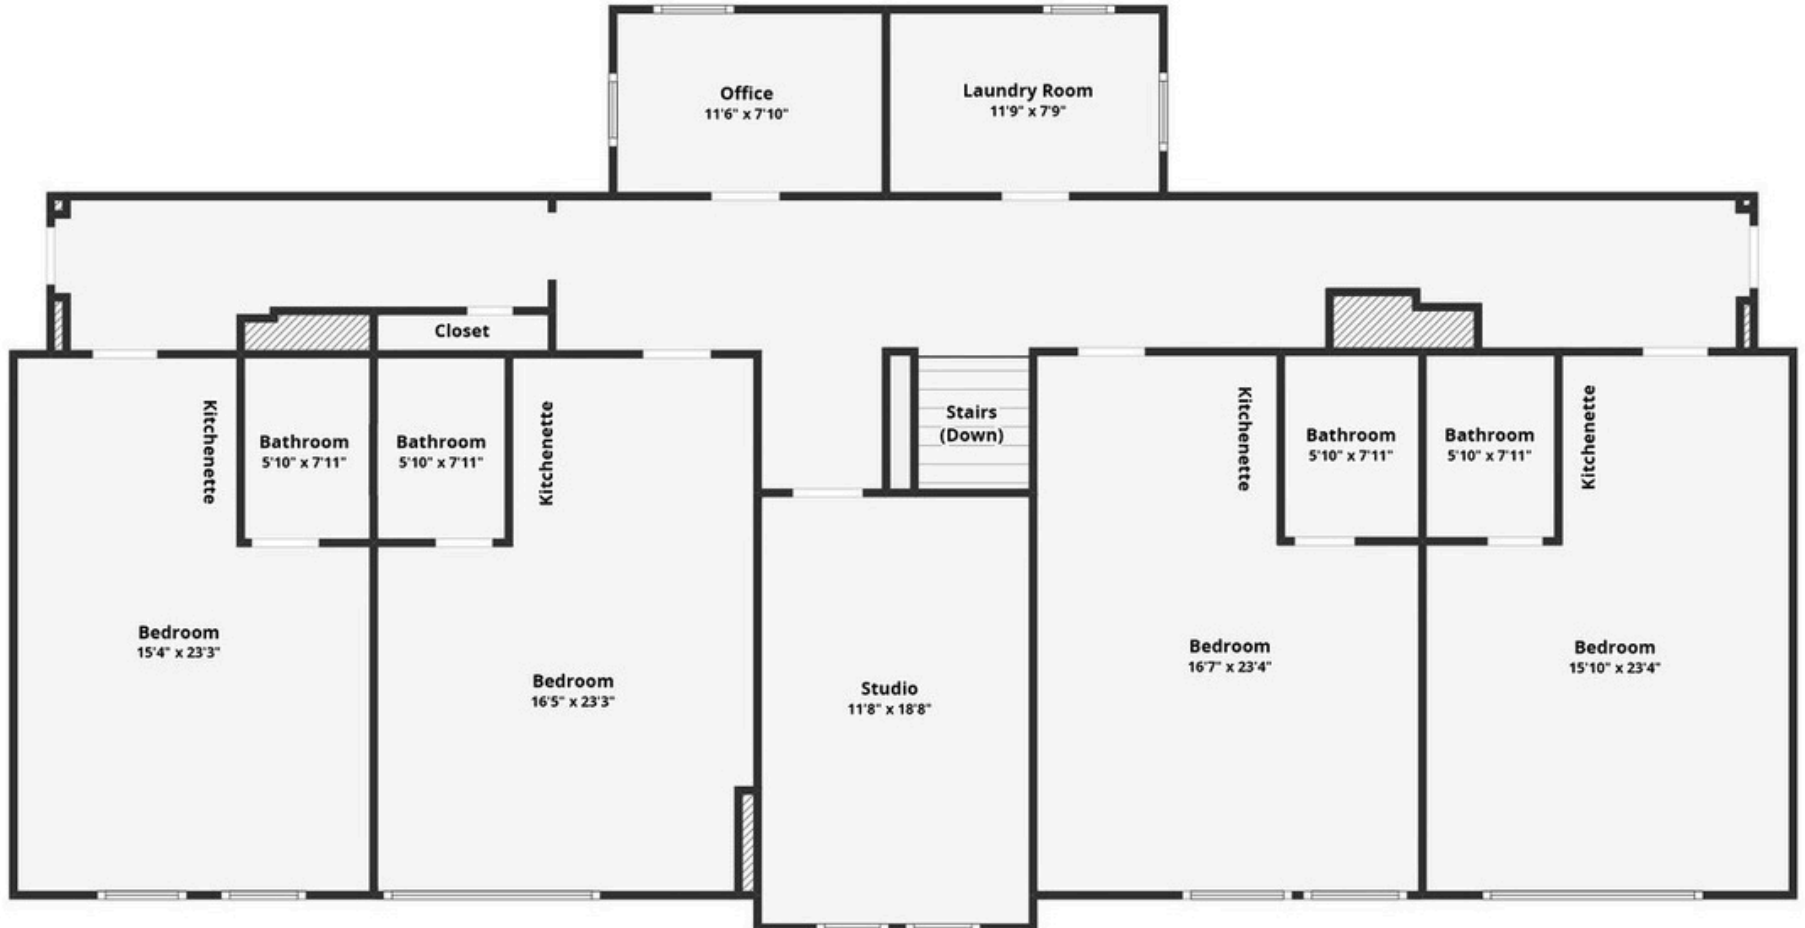 Office
11'6" x 7'10"
Laundry Room
11'9" x 7'9"
Closet
Kitchenette
Bathroom
5'10" x 7'11"
Bathroom
5'10" x 7'11"
Kitchenette
Stairs
(Down)
Kitchenette
Bathroom
5'10" x 7'11"
Bathroom
5'10" x 7'11"
Kitchenette
Bedroom
15'4" x 23'3"
Bedroom
16'5" x 23'3"
Studio
11'8" x 18'8"
Bedroom
16'7" x 23'4"
Bedroom
15'10" x 23'4"